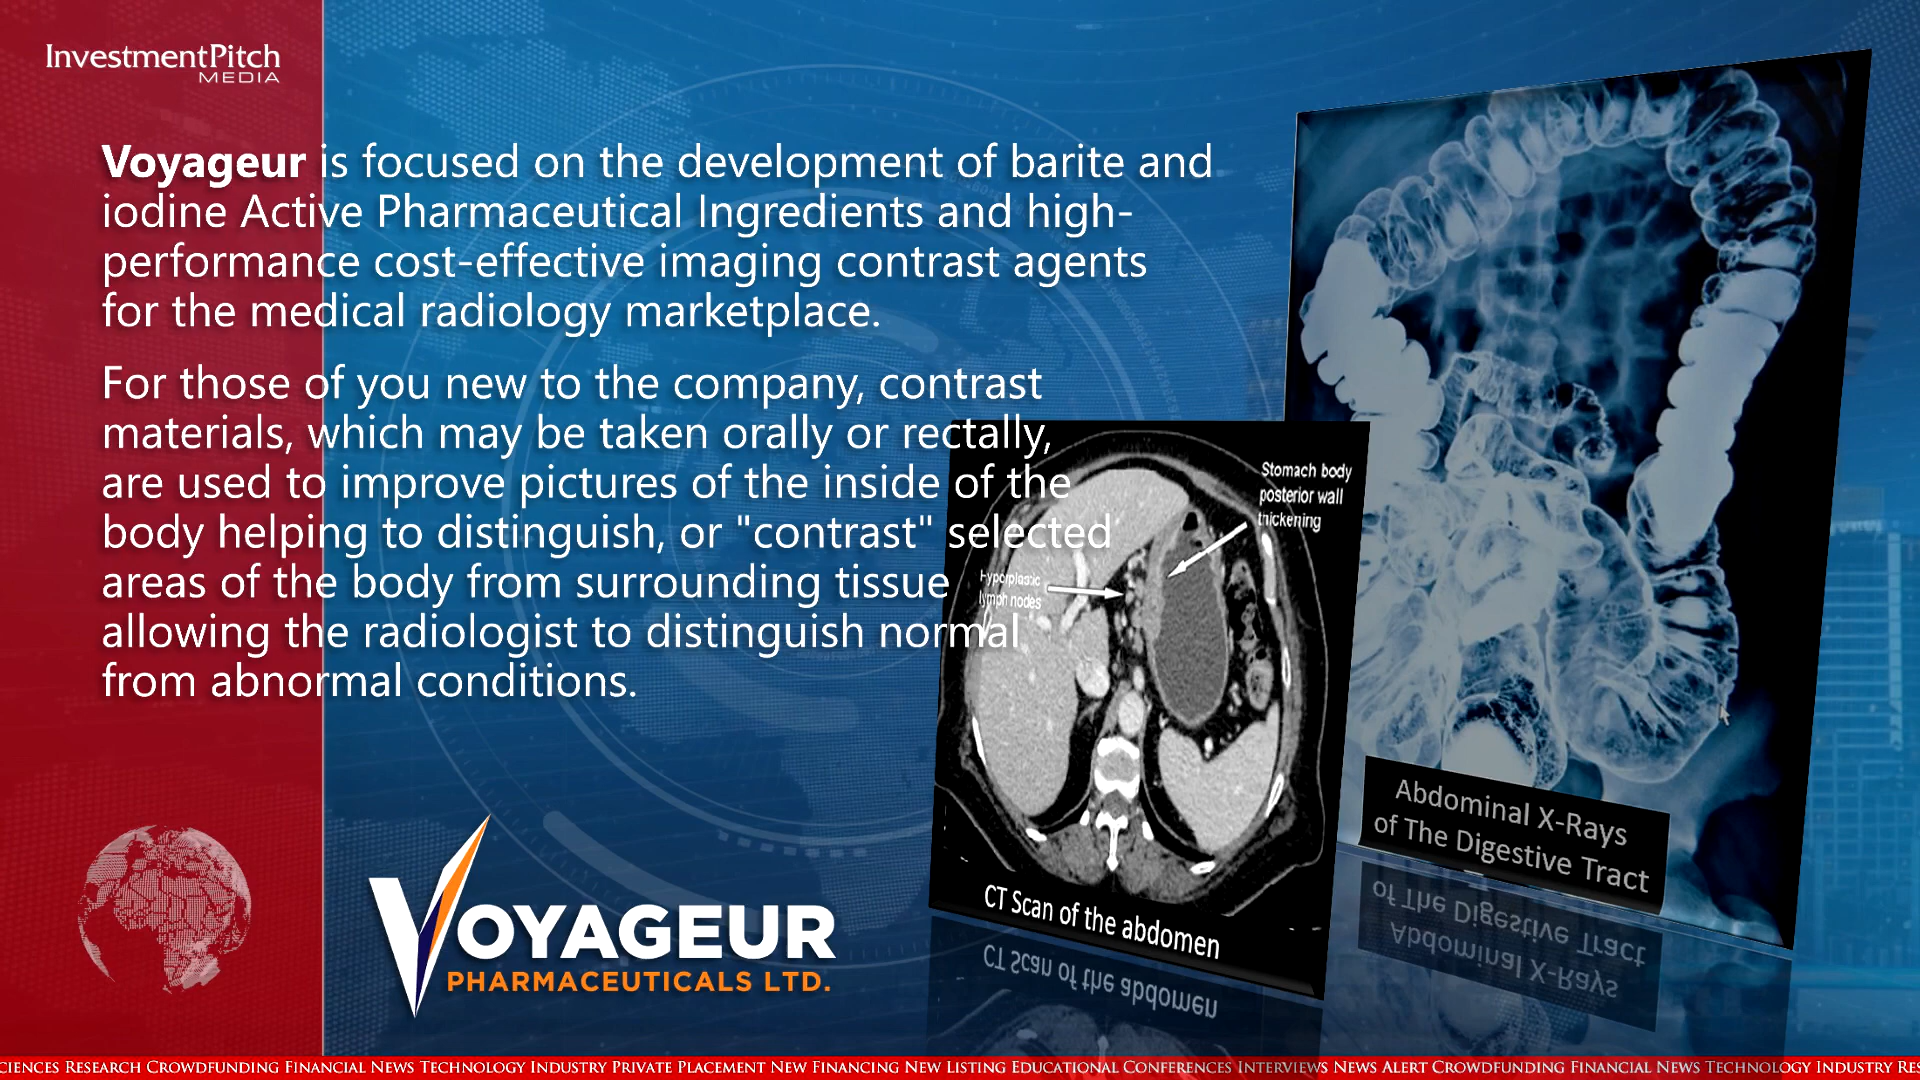 InvestmentPitch
MEDIA
Voyageur is focused on the development of barite and
iodine Active Pharmaceutical Ingredients and high-
performance cost-effective imaging contrast agents
for the medical radiology marketplace.
For those of you new to the company, contrast
materials, which may be taken orally or rectally,
are used to improve pictures of the inside of the
body helping to distinguish, or "contrast" selected
areas of the body from surrounding tissue
allowing the radiologist to distinguish normal
from abnormal conditions.
Stomach body
posterior wall
thickening
Hyperplastic
lymph nodes
CT Scan of the abdomen
Abdominal X-Rays
of The Digestive Tract
VOYAGEUR
PHARMACEUTICALS LTD.
CIENCES RESEARCH CROWDFUNDING FINANCIAL NEWS TECHNOLOGY INDUSTRY PRIVATE PLACEMENT NEW FINANCING NEW LISTING EDUCATIONAL CONFERENCES INTERVIEWS NEWS ALERT CROWDFUNDING FINANCIAL NEWS TECHNOLOGY INDUSTRY RES